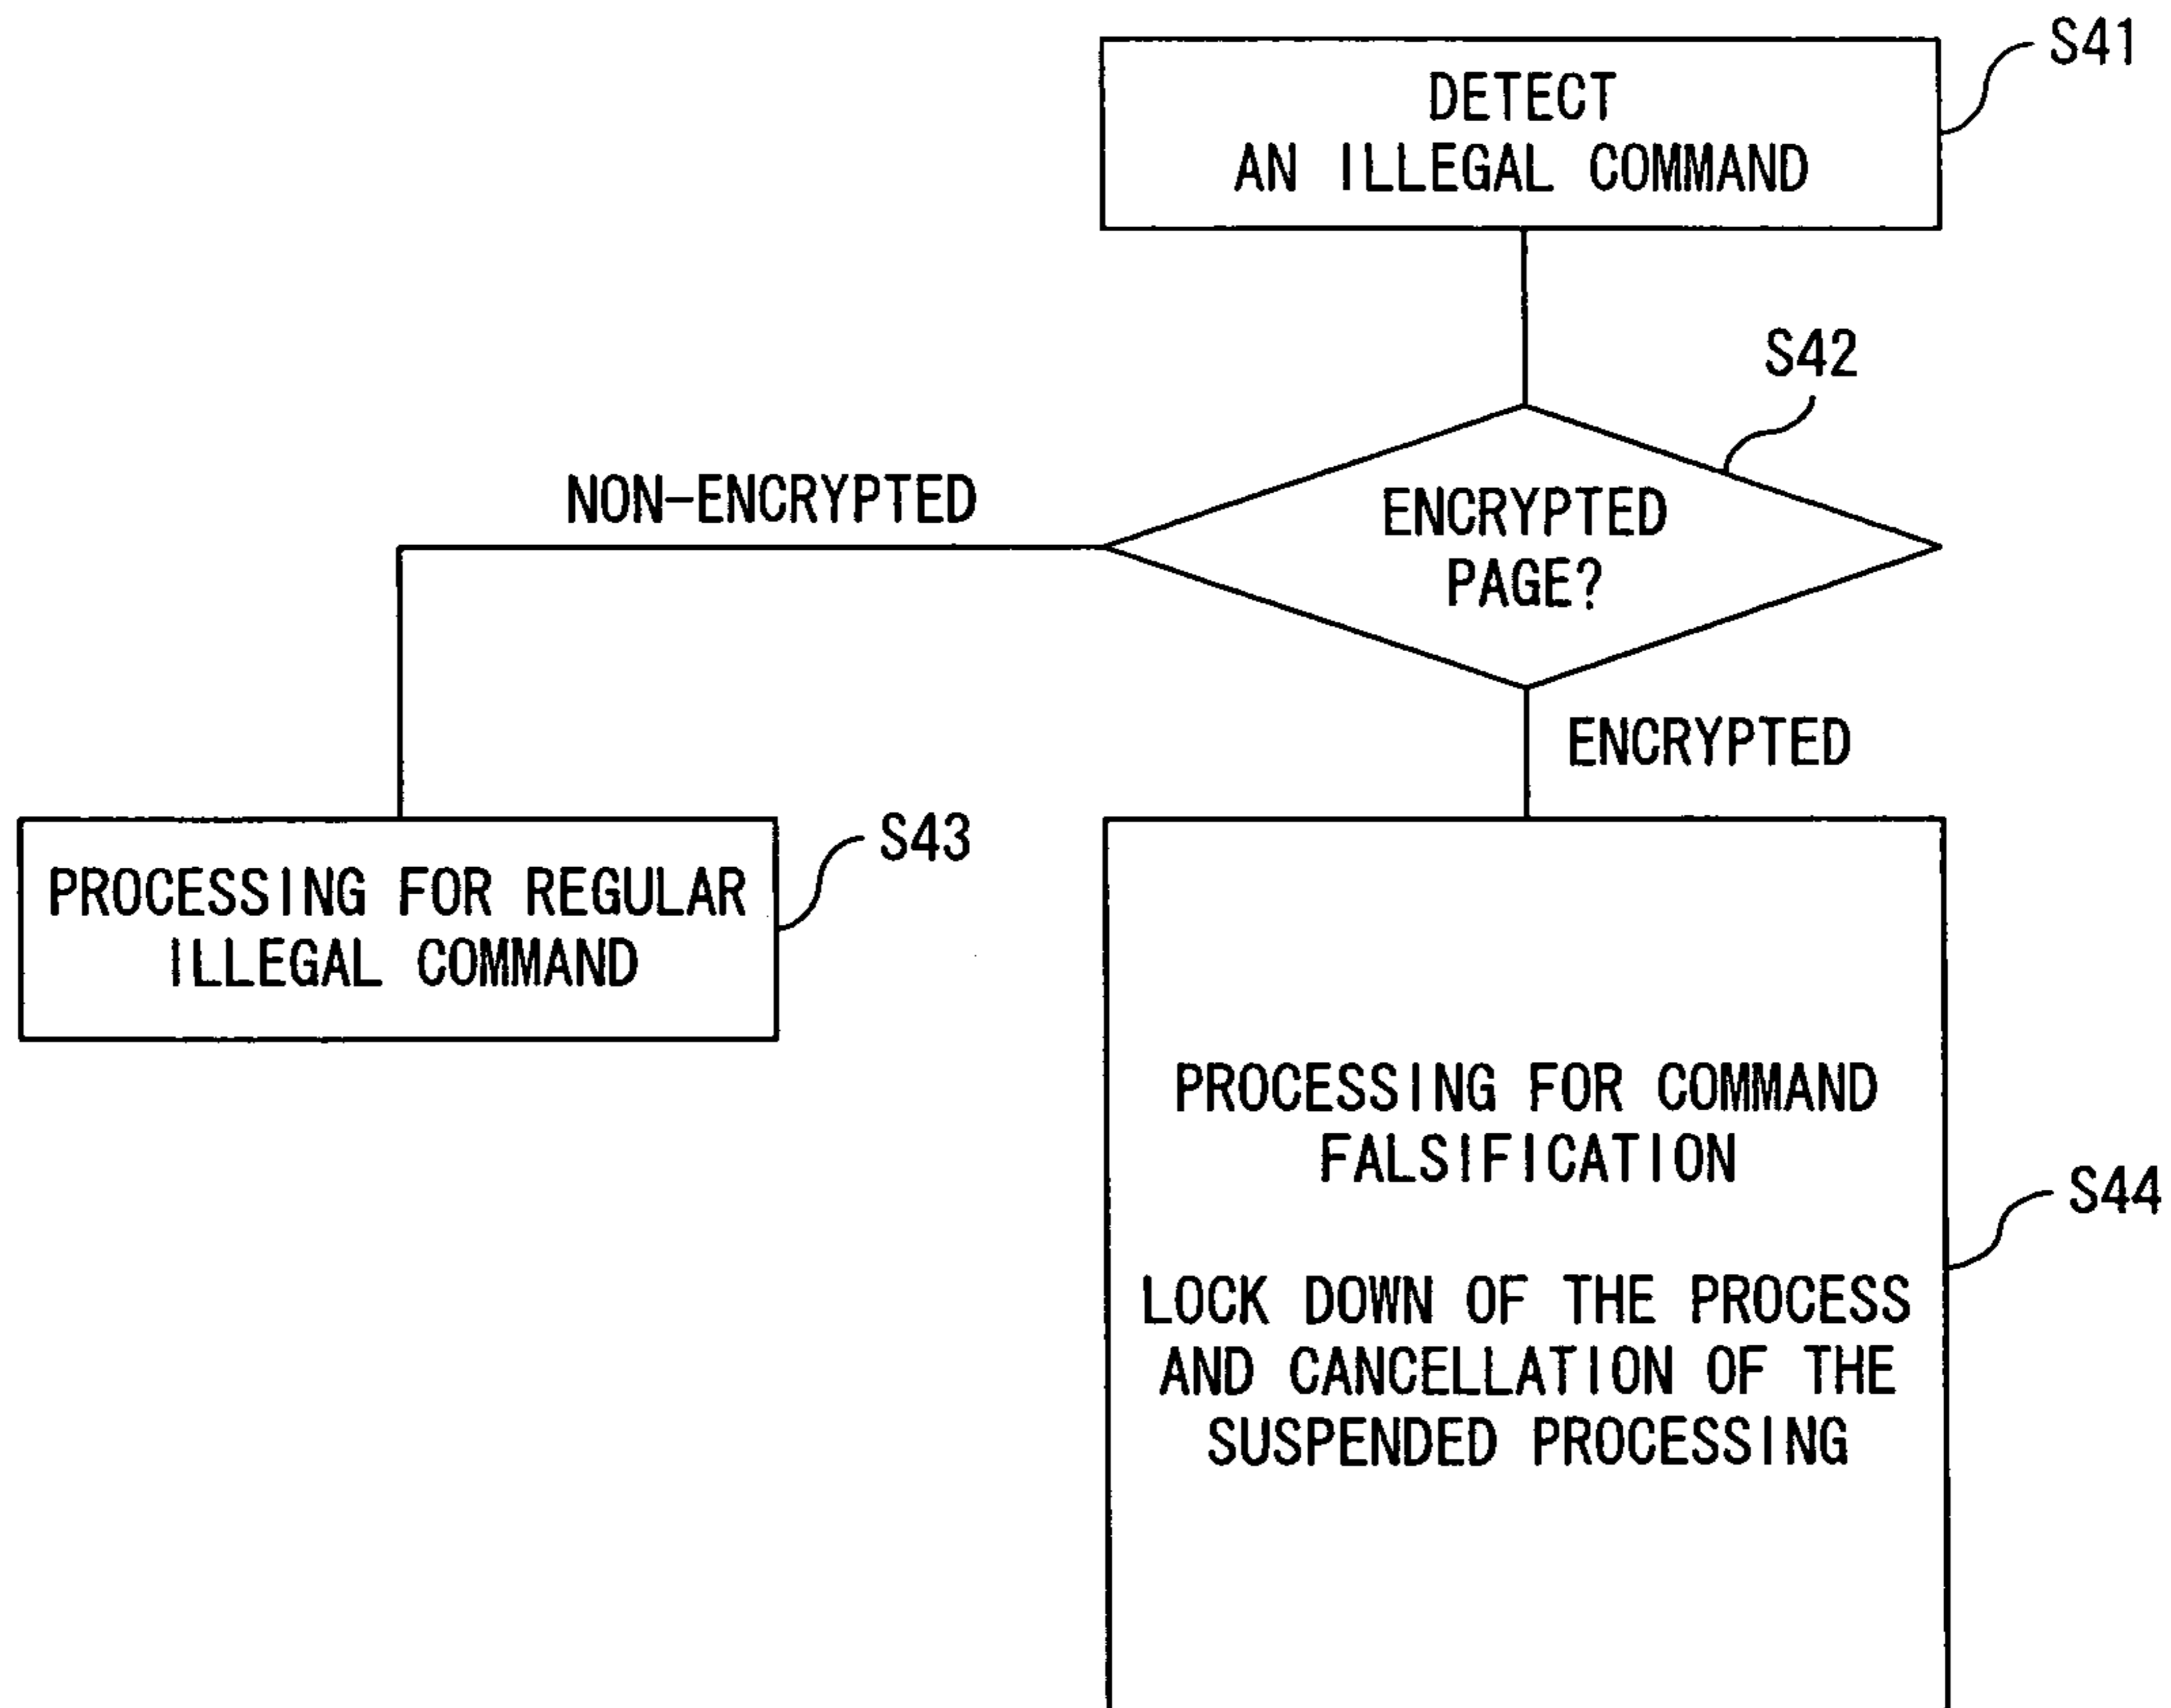 S41
DETECT
AN ILLEGAL COMMAND
S42
NON-ENCRYPTED
ENCRYPTED
PAGE?
ENCRYPTED
S43
PROCESSING FOR REGULAR
ILLEGAL COMMAND
PROCESSING FOR COMMAND
FALSIFICATION
S44
LOCK DOWN OF THE PROCESS
AND CANCELLATION OF THE
SUSPENDED PROCESSING